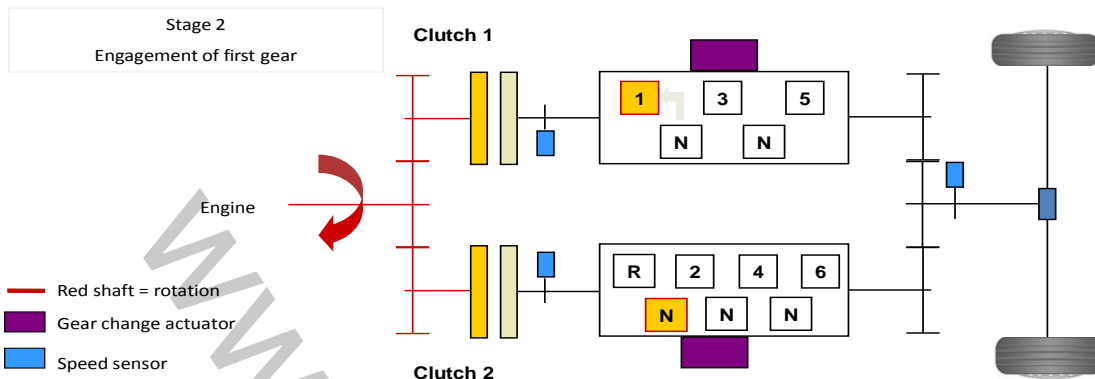 Stage 2
Engagement of first gear
Clutch 1
1 3 5
N N
Engine
R 2 4 6
N N N
Red shaft = rotation
Gear change actuator
Speed sensor
Clutch 2
WWW